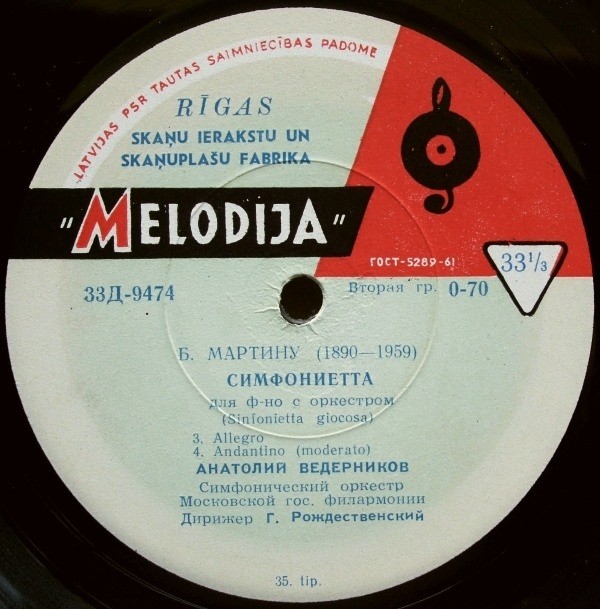 LATVIJAS PSR TAUTAS SAIMNIECĪBAS PADOME
RĪGAS
SKAŅU IERAKSTU UN
SKAŅUPLAŠU FABRIKA
"MELODIJA"
ГОСТ-5289-61
33 1/3
33Д-9474
Вторая гр. 0-70
Б. МАРТИНУ (1890—1959)
СИМФОНИЕТТА
для ф-но с оркестром
(Sinfonietta giocosa)
3. Allegro
4. Andantino (moderato)
АНАТОЛИЙ ВЕДЕРНИКОВ
Симфонический оркестр
Московской гос. филармонии
Дирижер Г. Рождественский
35. tip.